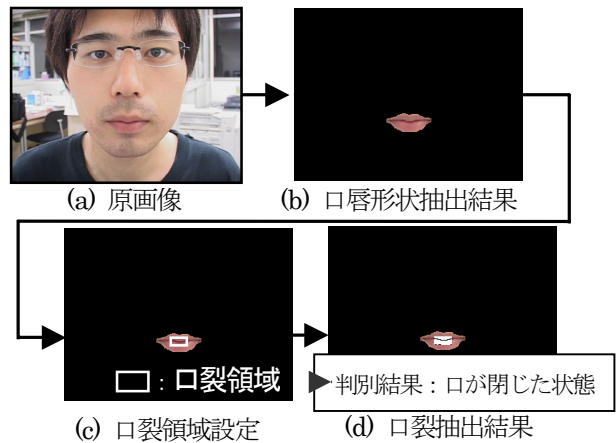 (a) 原画像
(b) 口唇形状抽出結果
□：口裂領域
判別結果：口が閉じた状態
(c) 口裂領域設定
(d) 口裂抽出結果